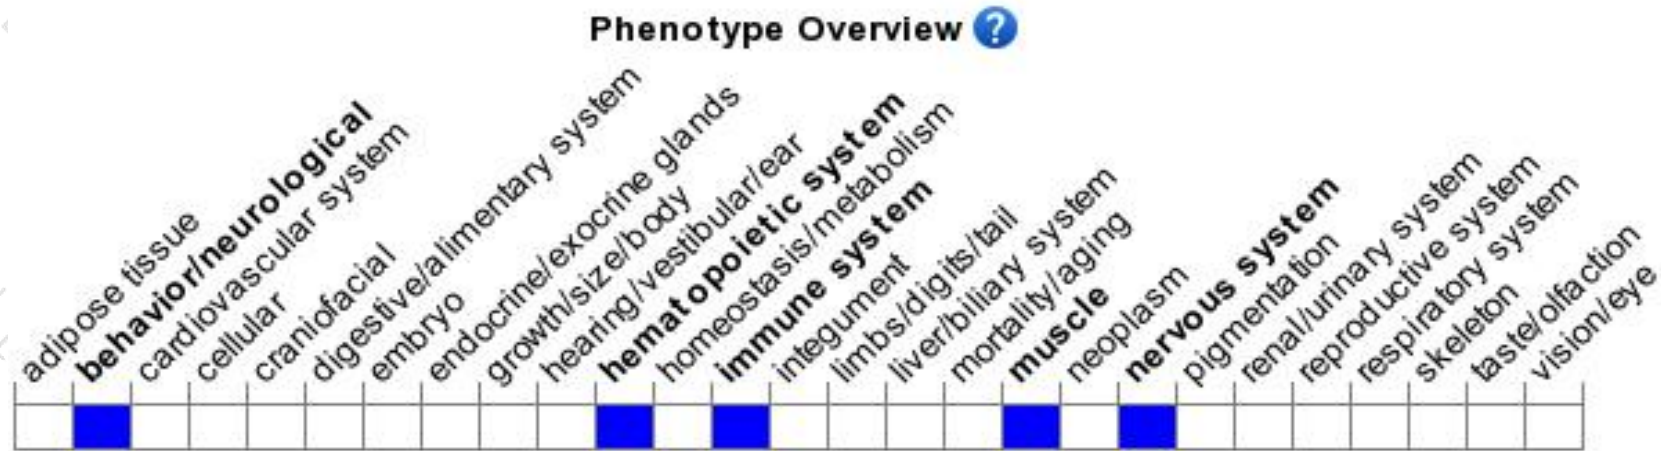 Phenotype Overview ?
adipose tissue
behavior/neurological
cardiovascular system
cellular
craniofacial
digestive/alimentary system
embryo
endocrine/exocrine glands
growth/size/body
hearing/vestibular/ear
hematopoietic system
homeostasis/metabolism
immune system
integument
limbs/digits/tail
liver/biliary system
mortality/aging
muscle
neoplasm
nervous system
pigmentation
renal/urinary system
reproductive system
respiratory system
skeleton
taste/olfaction
vision/eye